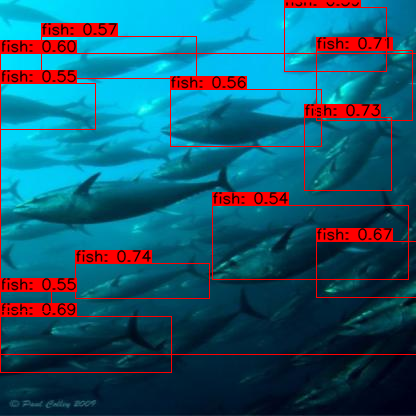 fish: 0.57
fish: 0.60
fish: 0.71
fish: 0.55
fish: 0.56
fish: 0.73
fish: 0.54
fish: 0.67
fish: 0.74
fish: 0.55
fish: 0.69
© Paul Colley 2009